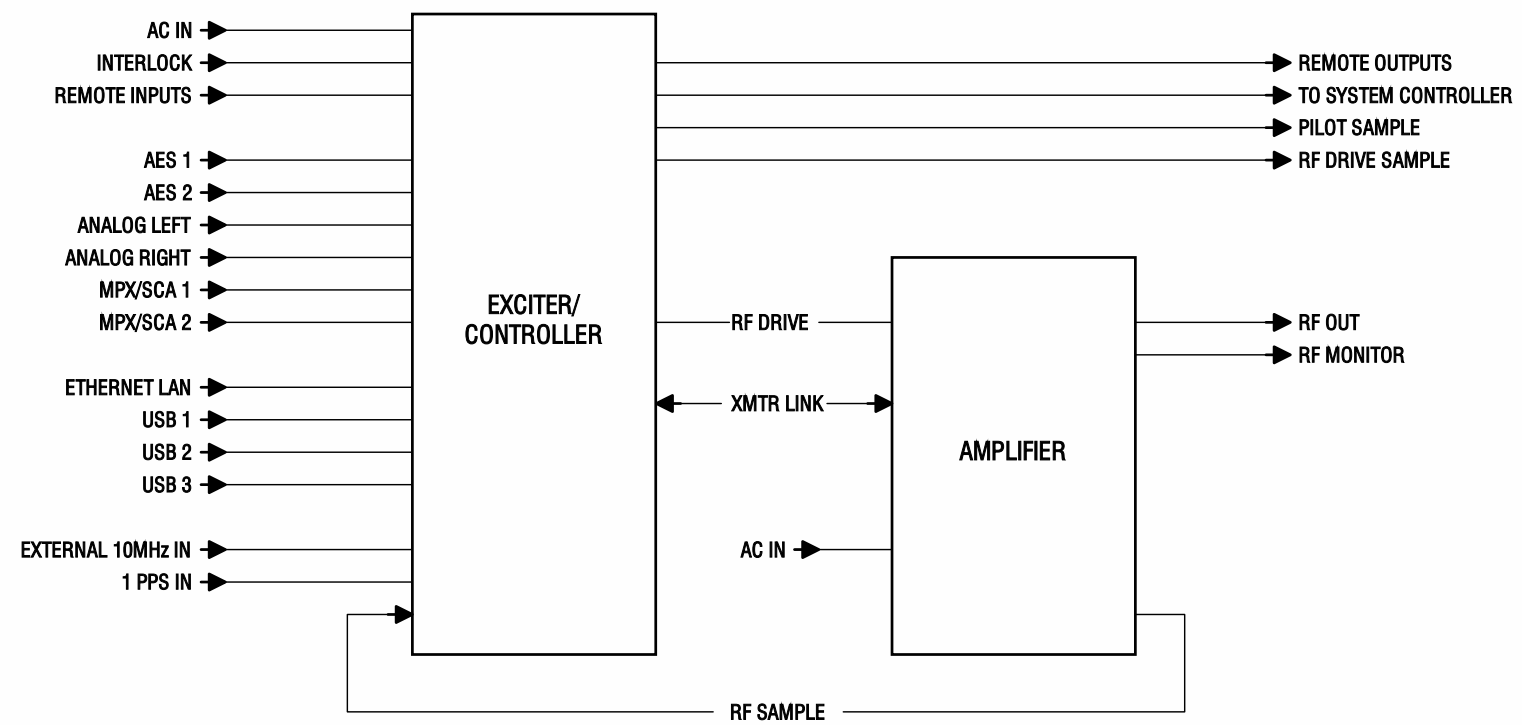 AC IN
INTERLOCK
REMOTE INPUTS
AES 1
AES 2
ANALOG LEFT
ANALOG RIGHT
MPX/SCA 1
MPX/SCA 2
ETHERNET LAN
USB 1
USB 2
USB 3
EXTERNAL 10MHz IN
1 PPS IN
EXCITER/
CONTROLLER
REMOTE OUTPUTS
TO SYSTEM CONTROLLER
PILOT SAMPLE
RF DRIVE SAMPLE
RF DRIVE
XMTR LINK
AC IN
AMPLIFIER
RF OUT
RF MONITOR
RF SAMPLE